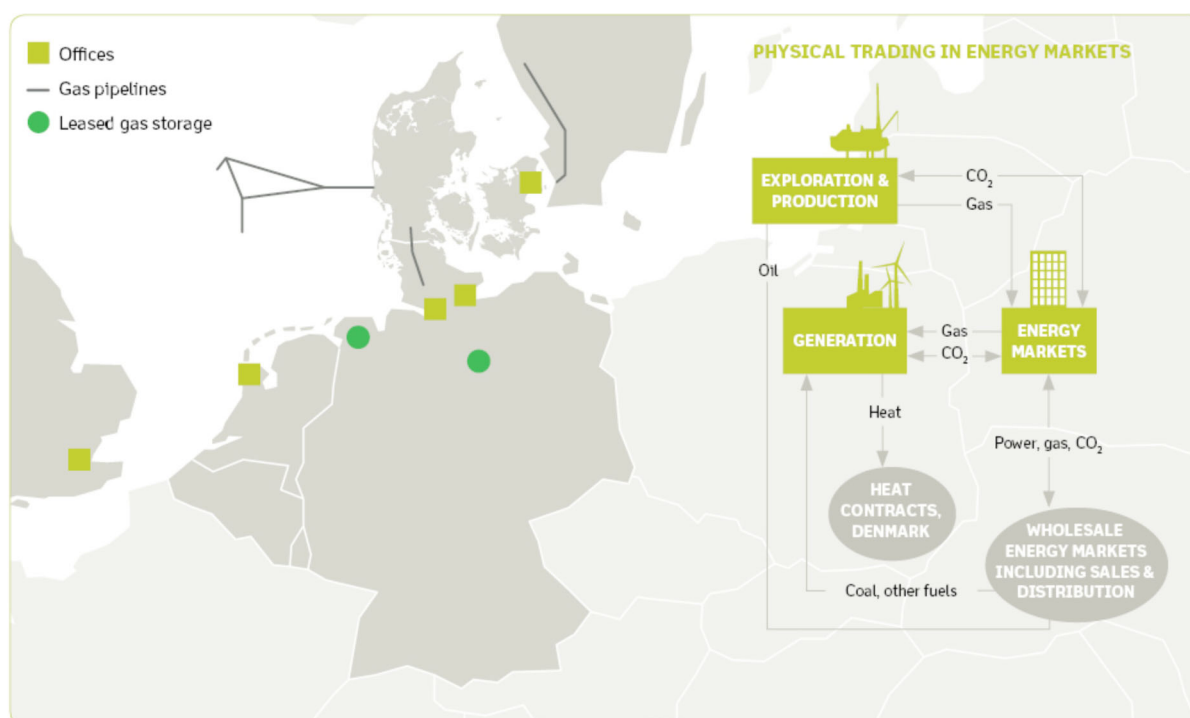 Offices
Gas pipelines
Leased gas storage
PHYSICAL TRADING IN ENERGY MARKETS
EXPLORATION &
PRODUCTION
CO₂
Gas
Oil
GENERATION
Gas
CO₂
ENERGY
MARKETS
Heat
Power, gas, CO₂
HEAT
CONTRACTS,
DENMARK
WHOLESALE
ENERGY MARKETS
INCLUDING SALES &
DISTRIBUTION
Coal, other fuels